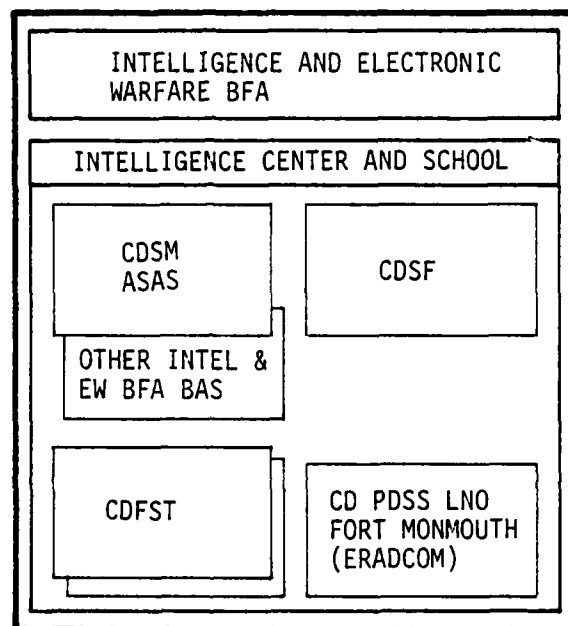 INTELLIGENCE AND ELECTRONIC
WARFARE BFA
INTELLIGENCE CENTER AND SCHOOL
CDSM
ASAS
CDSF
OTHER INTEL &
EW BFA BAS
CDFST
CD PDSS LNO
FORT MONMOUTH
(ERADCOM)